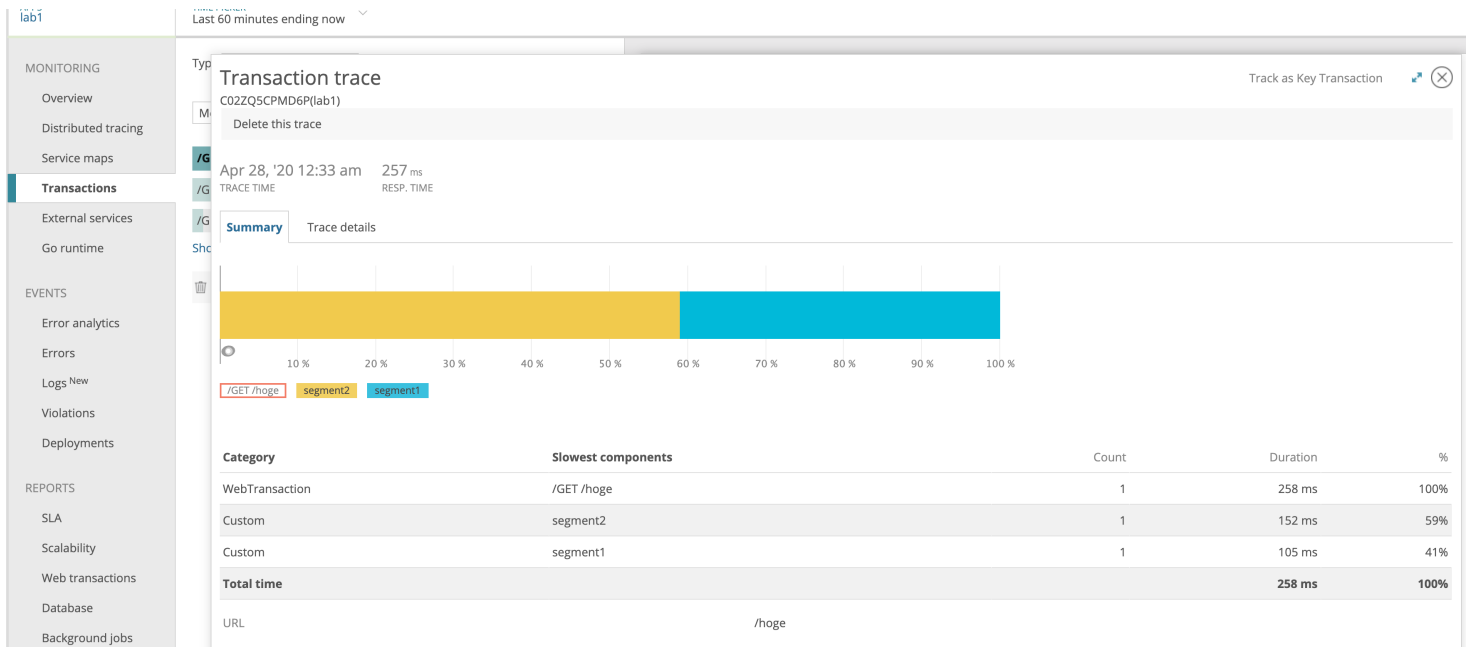 lab1
Last 60 minutes ending now
MONITORING
Overview
Distributed tracing
Service maps
Transactions
External services
Go runtime
EVENTS
Error analytics
Errors
Logs New
Violations
Deployments
REPORTS
SLA
Scalability
Web transactions
Database
Background jobs
Typ
M
/G
/G
/G
Sho
Transaction trace
Track as Key Transaction
C02ZQ5CPMD6P(lab1)
Delete this trace
Apr 28, '20 12:33 am 257 ms
TRACE TIME RESP. TIME
Summary Trace details
10 % 20 % 30 % 40 % 50 % 60 % 70 % 80 % 90 % 100 %
/GET /hoge segment2 segment1
Category Slowest components Count Duration %
WebTransaction /GET /hoge 1 258 ms 100%
Custom segment2 1 152 ms 59%
Custom segment1 1 105 ms 41%
Total time 258 ms 100%
URL /hoge